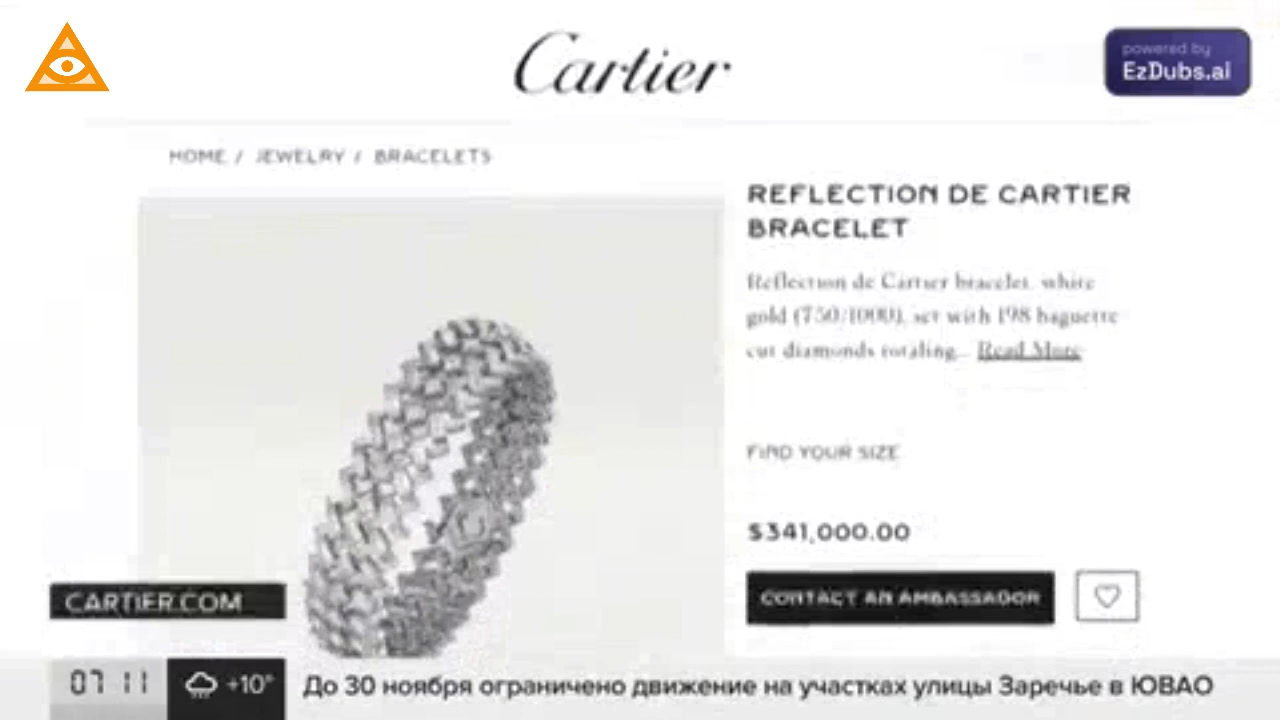 Cartier
powered by
EzDubs.ai
HOME / JEWELRY / BRACELETS
REFLECTION DE CARTIER
BRACELET
Reflection de Cartier bracelet, white
gold (750/1000), set with 198 baguette
cut diamonds totaling... Read More
FIND YOUR SIZE
$341,000.00
CONTACT AN AMBASSADOR
CARTIER.COM
07 11
+10°
До 30 ноября ограничено движение на участках улицы Заречье в ЮВАО